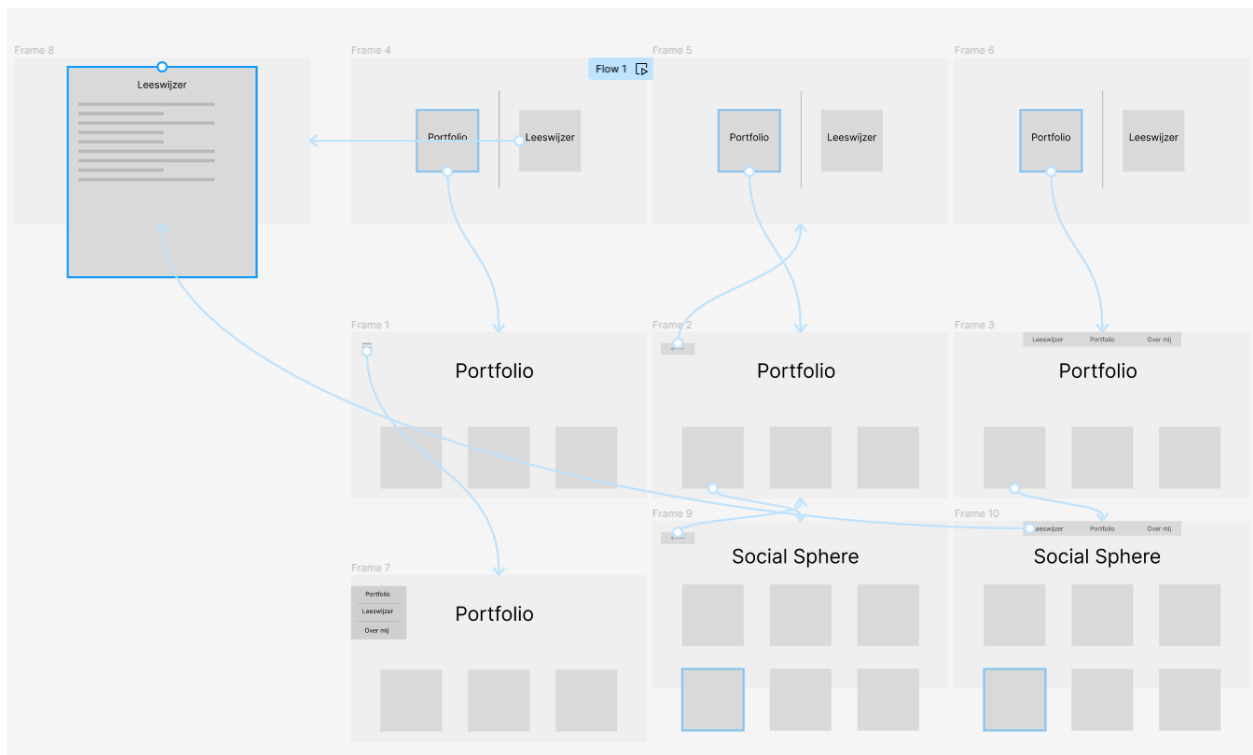 Frame 8
Leeswijzer
Frame 4
Flow 1
Portfolio
Leeswijzer
Frame 5
Portfolio
Leeswijzer
Frame 6
Portfolio
Leeswijzer
Frame 1
Portfolio
Frame 2
Portfolio
Frame 3
Leeswijzer Portfolio Over mij
Portfolio
Frame 7
Portfolio
Leeswijzer
Over mij
Portfolio
Frame 9
Social Sphere
Frame 10
Leeswijzer Portfolio Over mij
Social Sphere